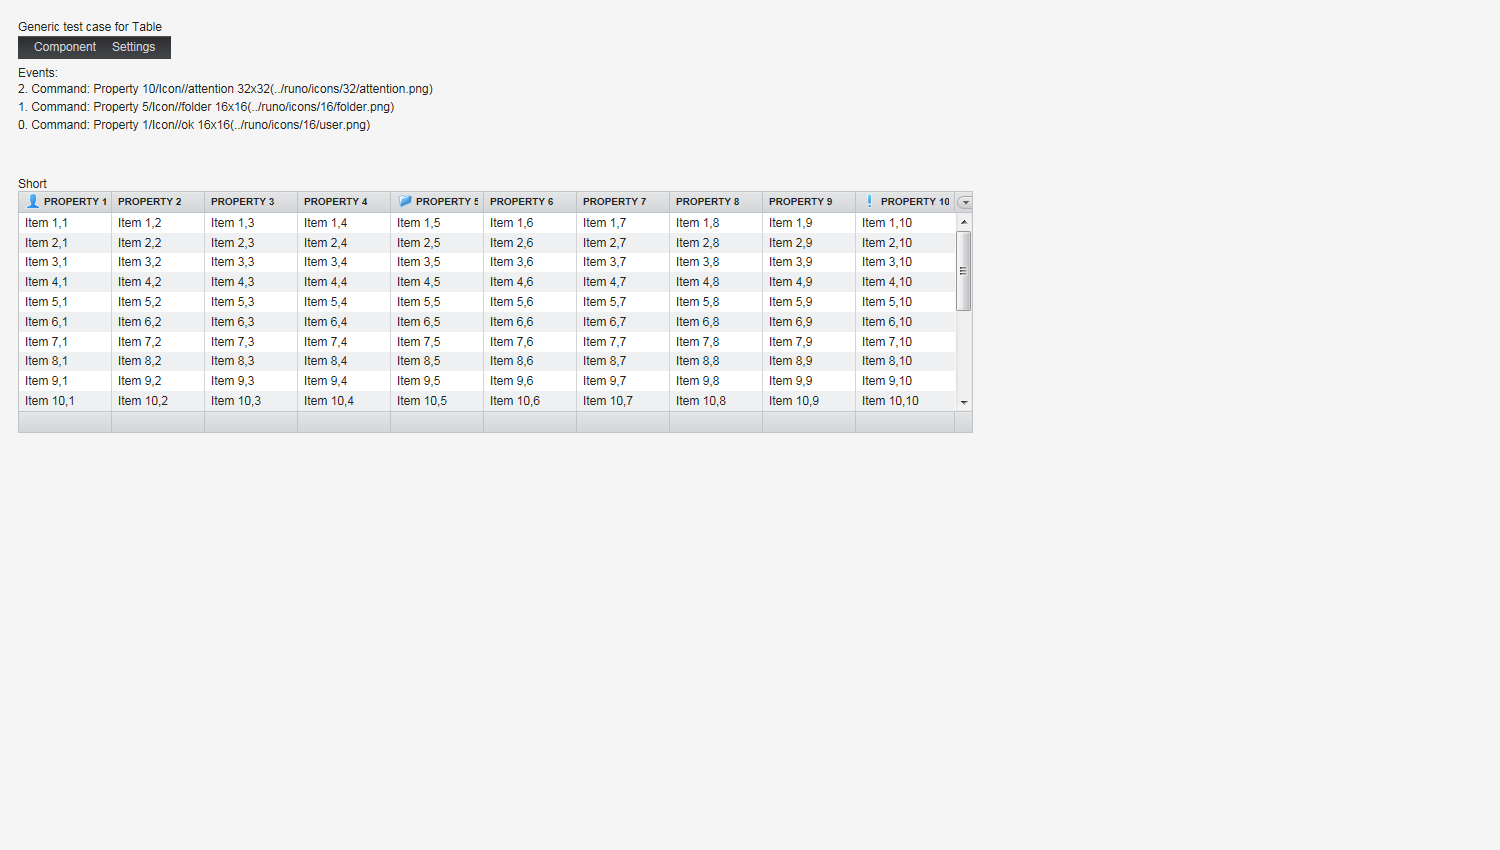 Generic test case for Table
Component Settings
Events:
2. Command: Property 10/Icon//attention 32x32(../runo/icons/32/attention.png)
1. Command: Property 5/Icon//folder 16x16(../runo/icons/16/folder.png)
0. Command: Property 1/Icon//ok 16x16(../runo/icons/16/user.png)
Short
PROPERTY 1 PROPERTY 2 PROPERTY 3 PROPERTY 4 PROPERTY 5 PROPERTY 6 PROPERTY 7 PROPERTY 8 PROPERTY 9 PROPERTY 10
Item 1,1 Item 1,2 Item 1,3 Item 1,4 Item 1,5 Item 1,6 Item 1,7 Item 1,8 Item 1,9 Item 1,10
Item 2,1 Item 2,2 Item 2,3 Item 2,4 Item 2,5 Item 2,6 Item 2,7 Item 2,8 Item 2,9 Item 2,10
Item 3,1 Item 3,2 Item 3,3 Item 3,4 Item 3,5 Item 3,6 Item 3,7 Item 3,8 Item 3,9 Item 3,10
Item 4,1 Item 4,2 Item 4,3 Item 4,4 Item 4,5 Item 4,6 Item 4,7 Item 4,8 Item 4,9 Item 4,10
Item 5,1 Item 5,2 Item 5,3 Item 5,4 Item 5,5 Item 5,6 Item 5,7 Item 5,8 Item 5,9 Item 5,10
Item 6,1 Item 6,2 Item 6,3 Item 6,4 Item 6,5 Item 6,6 Item 6,7 Item 6,8 Item 6,9 Item 6,10
Item 7,1 Item 7,2 Item 7,3 Item 7,4 Item 7,5 Item 7,6 Item 7,7 Item 7,8 Item 7,9 Item 7,10
Item 8,1 Item 8,2 Item 8,3 Item 8,4 Item 8,5 Item 8,6 Item 8,7 Item 8,8 Item 8,9 Item 8,10
Item 9,1 Item 9,2 Item 9,3 Item 9,4 Item 9,5 Item 9,6 Item 9,7 Item 9,8 Item 9,9 Item 9,10
Item 10,1 Item 10,2 Item 10,3 Item 10,4 Item 10,5 Item 10,6 Item 10,7 Item 10,8 Item 10,9 Item 10,10